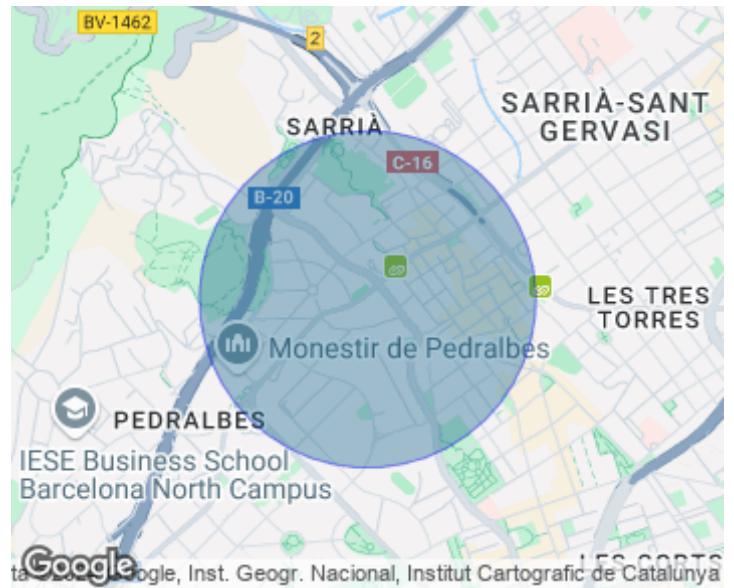 BV-1462
2
SARRIÀ-SANT
GERVASI
SARRIÀ
C-16
B-20
LES TRES
TORRES
Monestir de Pedralbes
PEDRALBES
IESE Business School
Barcelona North Campus
Google
Google, Inst. Geogr. Nacional, Institut Cartografic de Catalunya